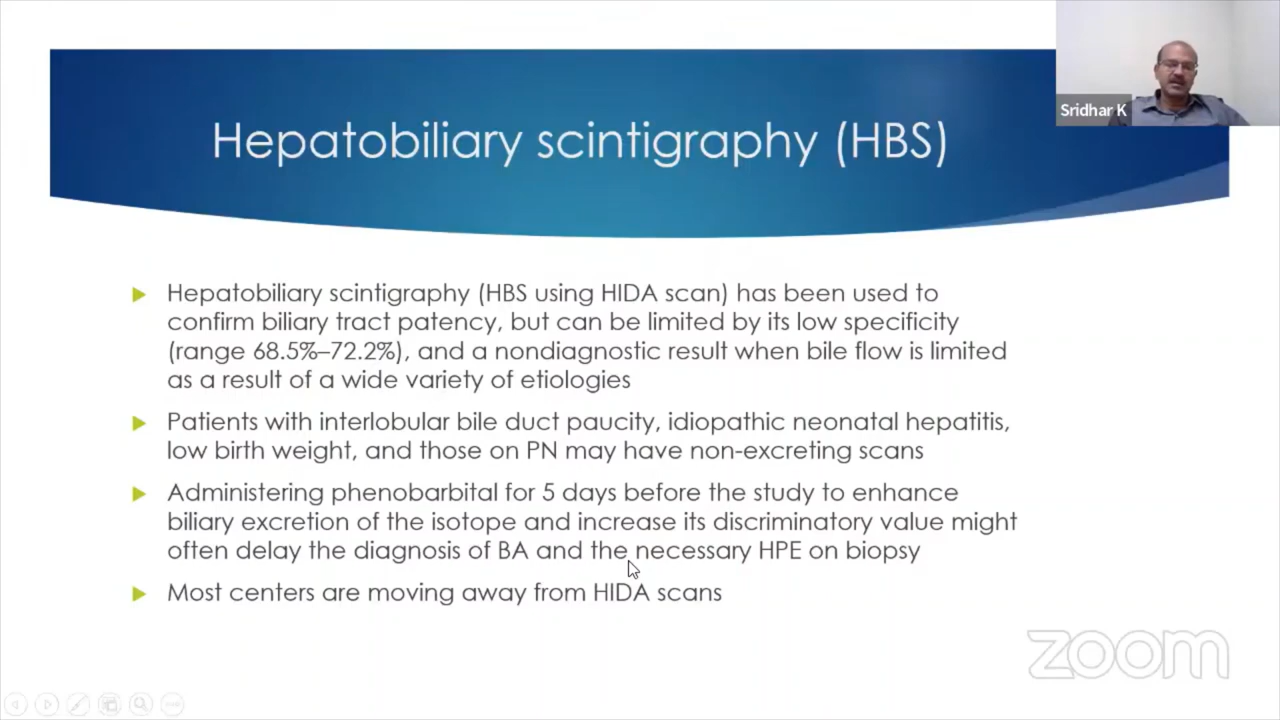 Sridhar K
Hepatobiliary scintigraphy (HBS)
Hepatobiliary scintigraphy (HBS using HIDA scan) has been used to
confirm biliary tract patency, but can be limited by its low specificity
(range 68.5%–72.2%), and a nondiagnostic result when bile flow is limited
as a result of a wide variety of etiologies
Patients with interlobular bile duct paucity, idiopathic neonatal hepatitis,
low birth weight, and those on PN may have non-excreting scans
Administering phenobarbital for 5 days before the study to enhance
biliary excretion of the isotope and increase its discriminatory value might
often delay the diagnosis of BA and the necessary HPE on biopsy
Most centers are moving away from HIDA scans
zoom